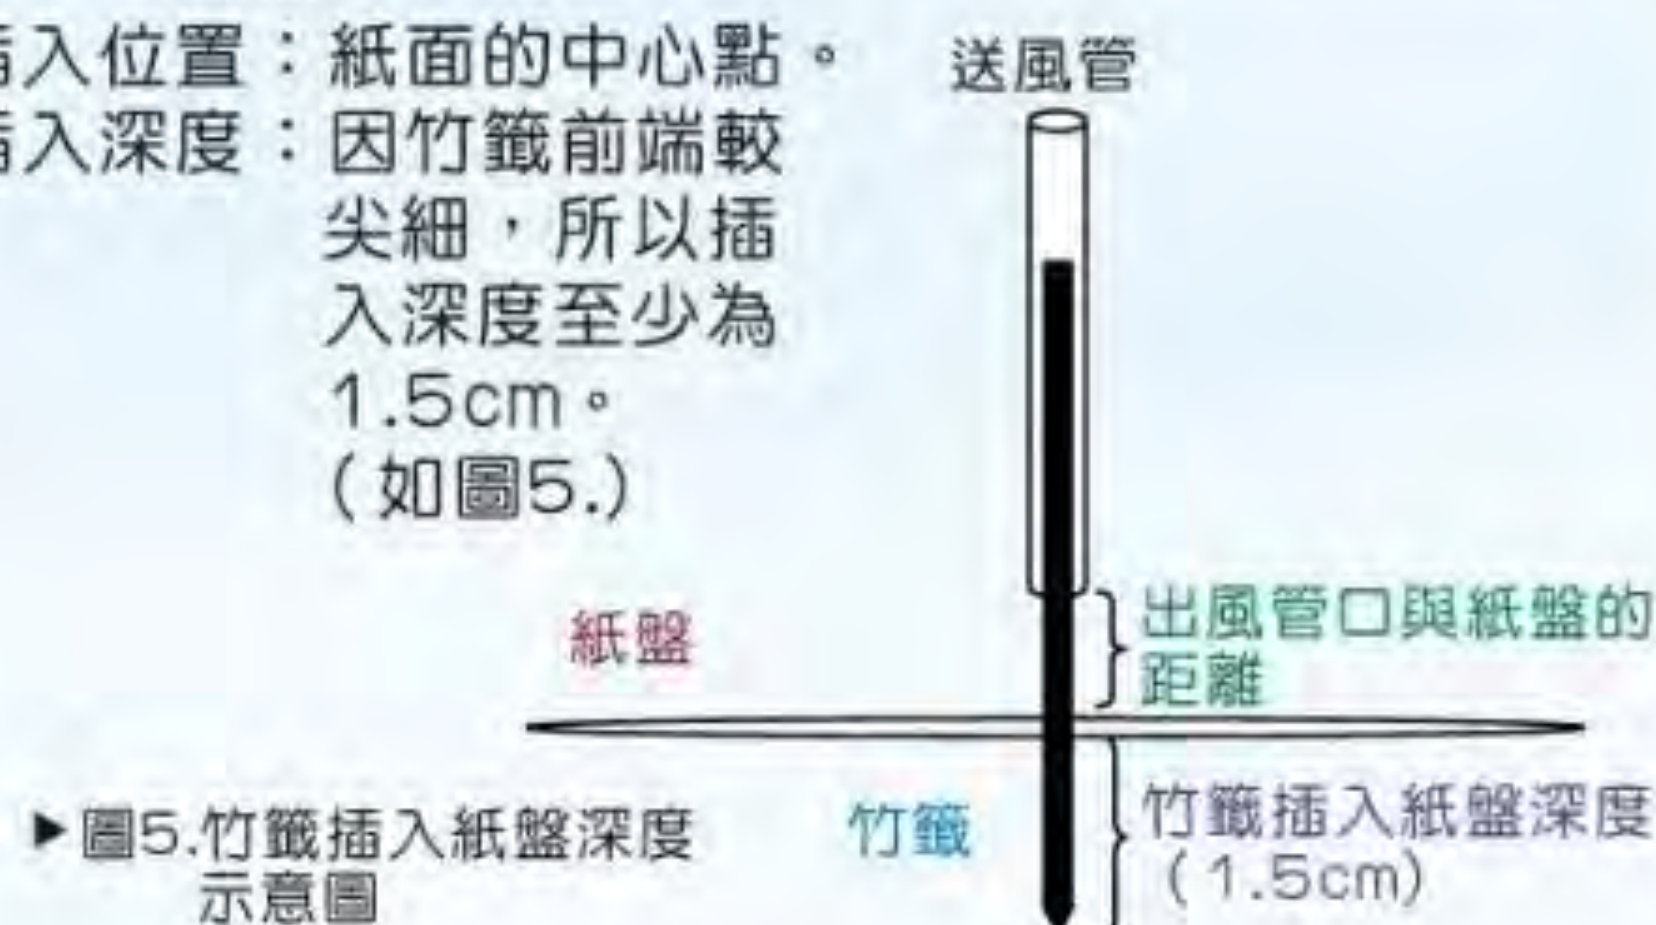 插入位置：紙面的中心點。
插入深度：因竹籤前端較
尖細，所以插
入深度至少為
1.5cm。
（如圖5.）
送風管
出風管口與紙盤的
距離
紙盤
竹籤
竹籤插入紙盤深度
（1.5cm）
▶圖5.竹籤插入紙盤深度
示意圖